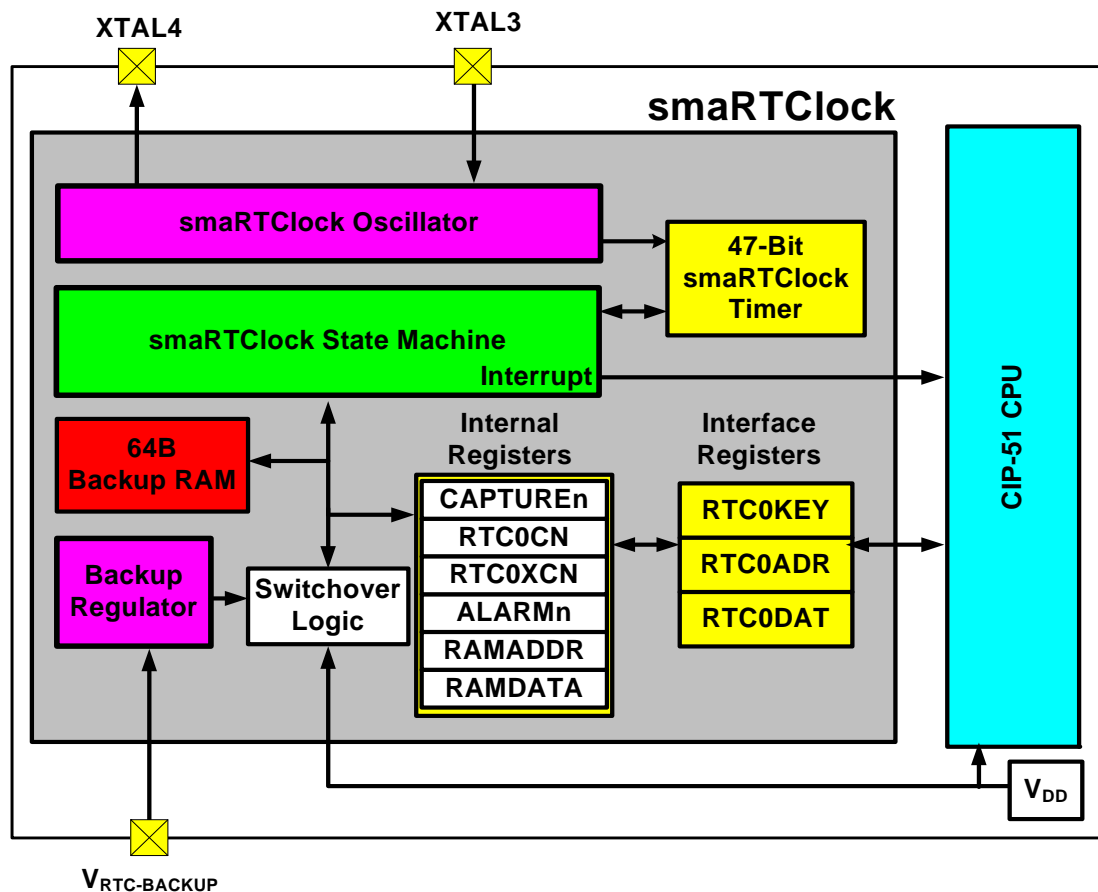 XTAL4
XTAL3
smaRTClock
smaRTClock Oscillator
47-Bit
smaRTClock
Timer
smaRTClock State Machine
Interrupt
CIP-51 CPU
64B
Backup RAM
Internal
Registers
Interface
Registers
CAPTUREn
RTC0CN
RTC0XCN
ALARMn
RAMADDR
RAMDATA
RTC0KEY
RTC0ADR
RTC0DAT
Backup
Regulator
Switchover
Logic
VDD
VRTC-BACKUP